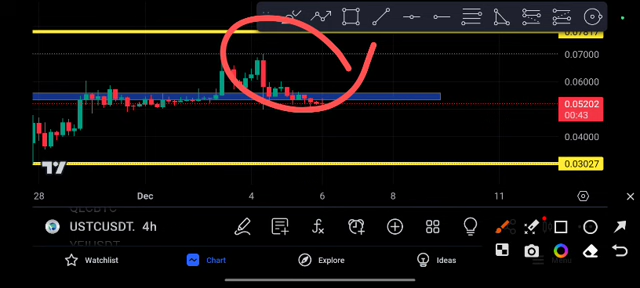 0.07817
0.07000
0.06000
0.05202
00:43
0.04000
0.03027
28 Dec 4 6 8 11
USTCUSDT. 4h
Watchlist Chart Explore Ideas